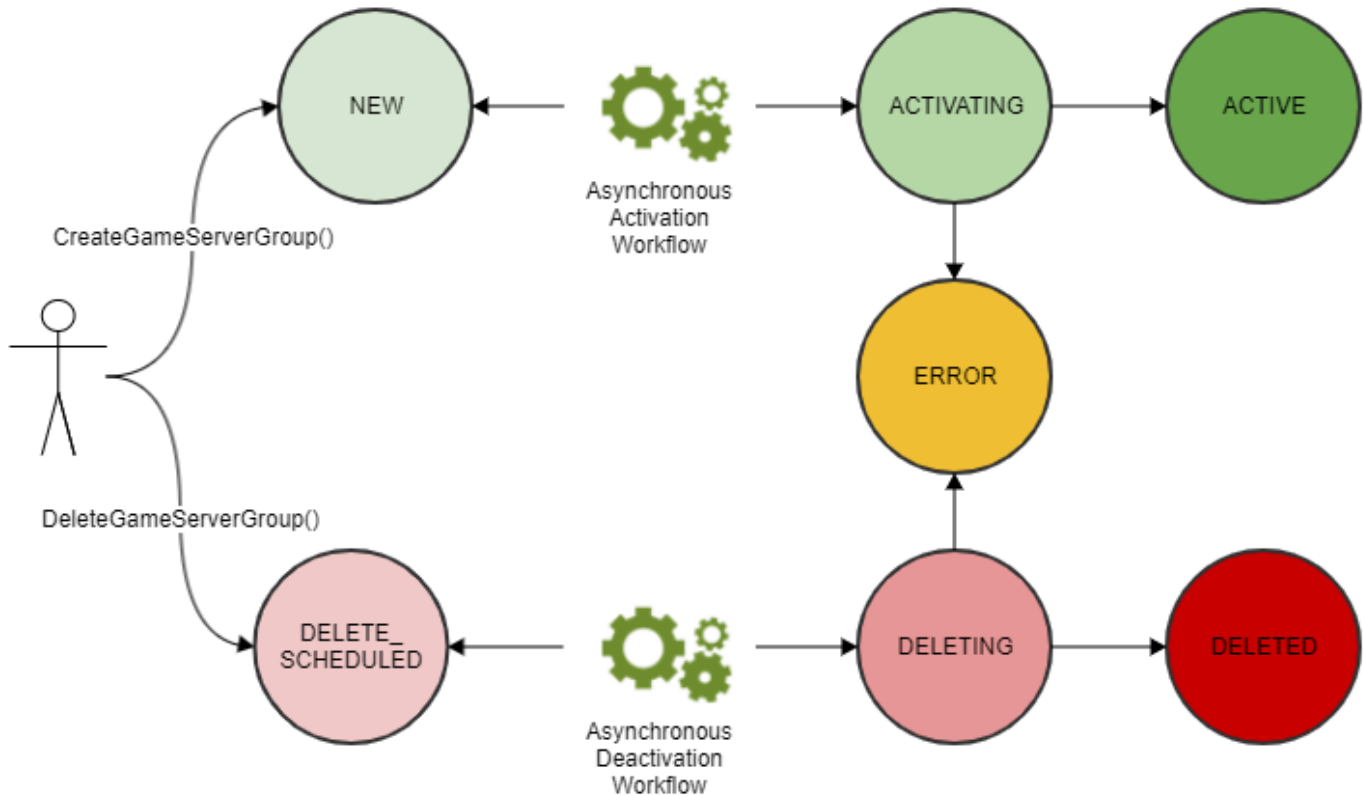 NEW
ACTIVATING
ACTIVE
Asynchronous
Activation
Workflow
CreateGameServerGroup()
ERROR
DeleteGameServerGroup()
DELETE_
SCHEDULED
DELETING
DELETED
Asynchronous
Deactivation
Workflow